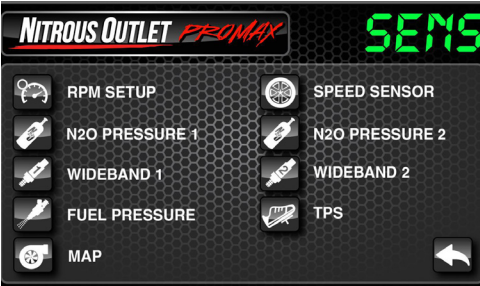 NITROUS OUTLET PROMAX
SENS
RPM SETUP
SPEED SENSOR
N2O PRESSURE 1
N2O PRESSURE 2
WIDEBAND 1
WIDEBAND 2
FUEL PRESSURE
TPS
MAP